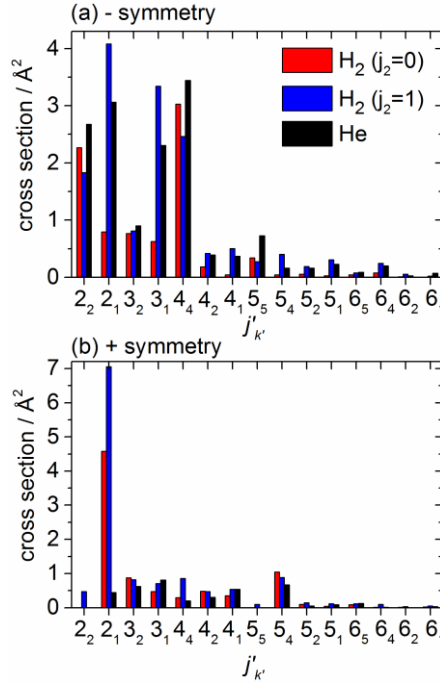 (a) - symmetry
4
3
2
1
0
cross section / Å²
H₂ (j₂=0)
H₂ (j₂=1)
He
2₂ 2₁ 3₂ 3₁ 4₄ 4₂ 4₁ 5₅ 5₄ 5₂ 5₁ 6₅ 6₄ 6₂
j'ₖ'
(b) + symmetry
7
6
5
4
3
2
1
0
cross section / Å²
2₂ 2₁ 3₂ 3₁ 4₄ 4₂ 4₁ 5₅ 5₄ 5₂ 5₁ 6₅ 6₄ 6₂
j'ₖ'